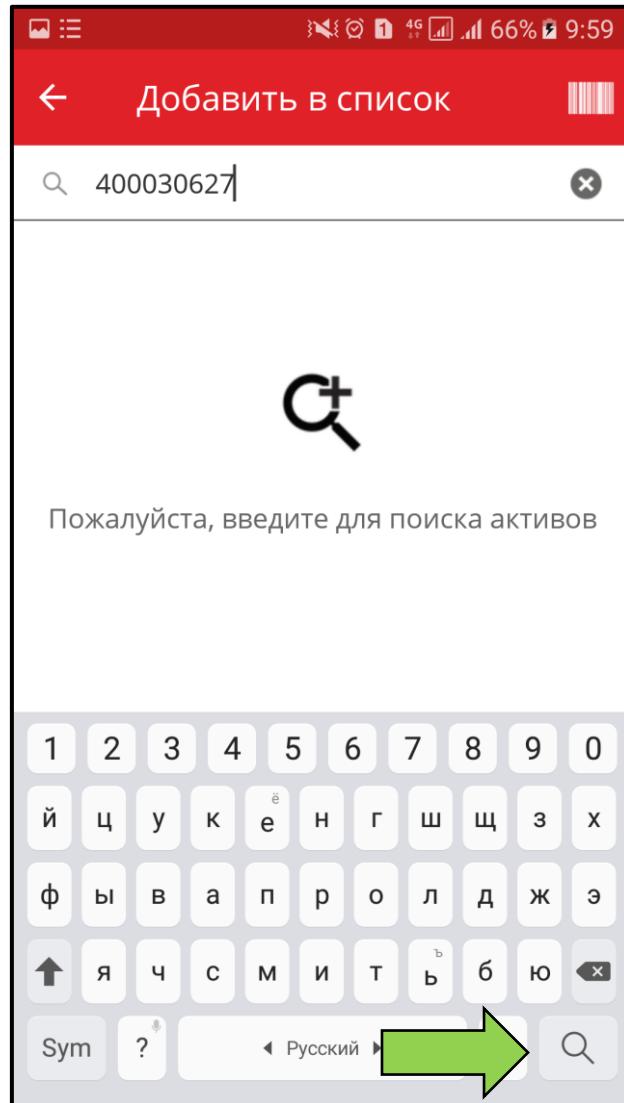 4G 66% 9:59
Добавить в список
400030627
Пожалуйста, введите для поиска активов
1 2 3 4 5 6 7 8 9 0
ё
й ц у к е н г ш щ з х
ф ы в а п р о л д ж э
ъ
я ч с м и т ь б ю
Sym ? Русский